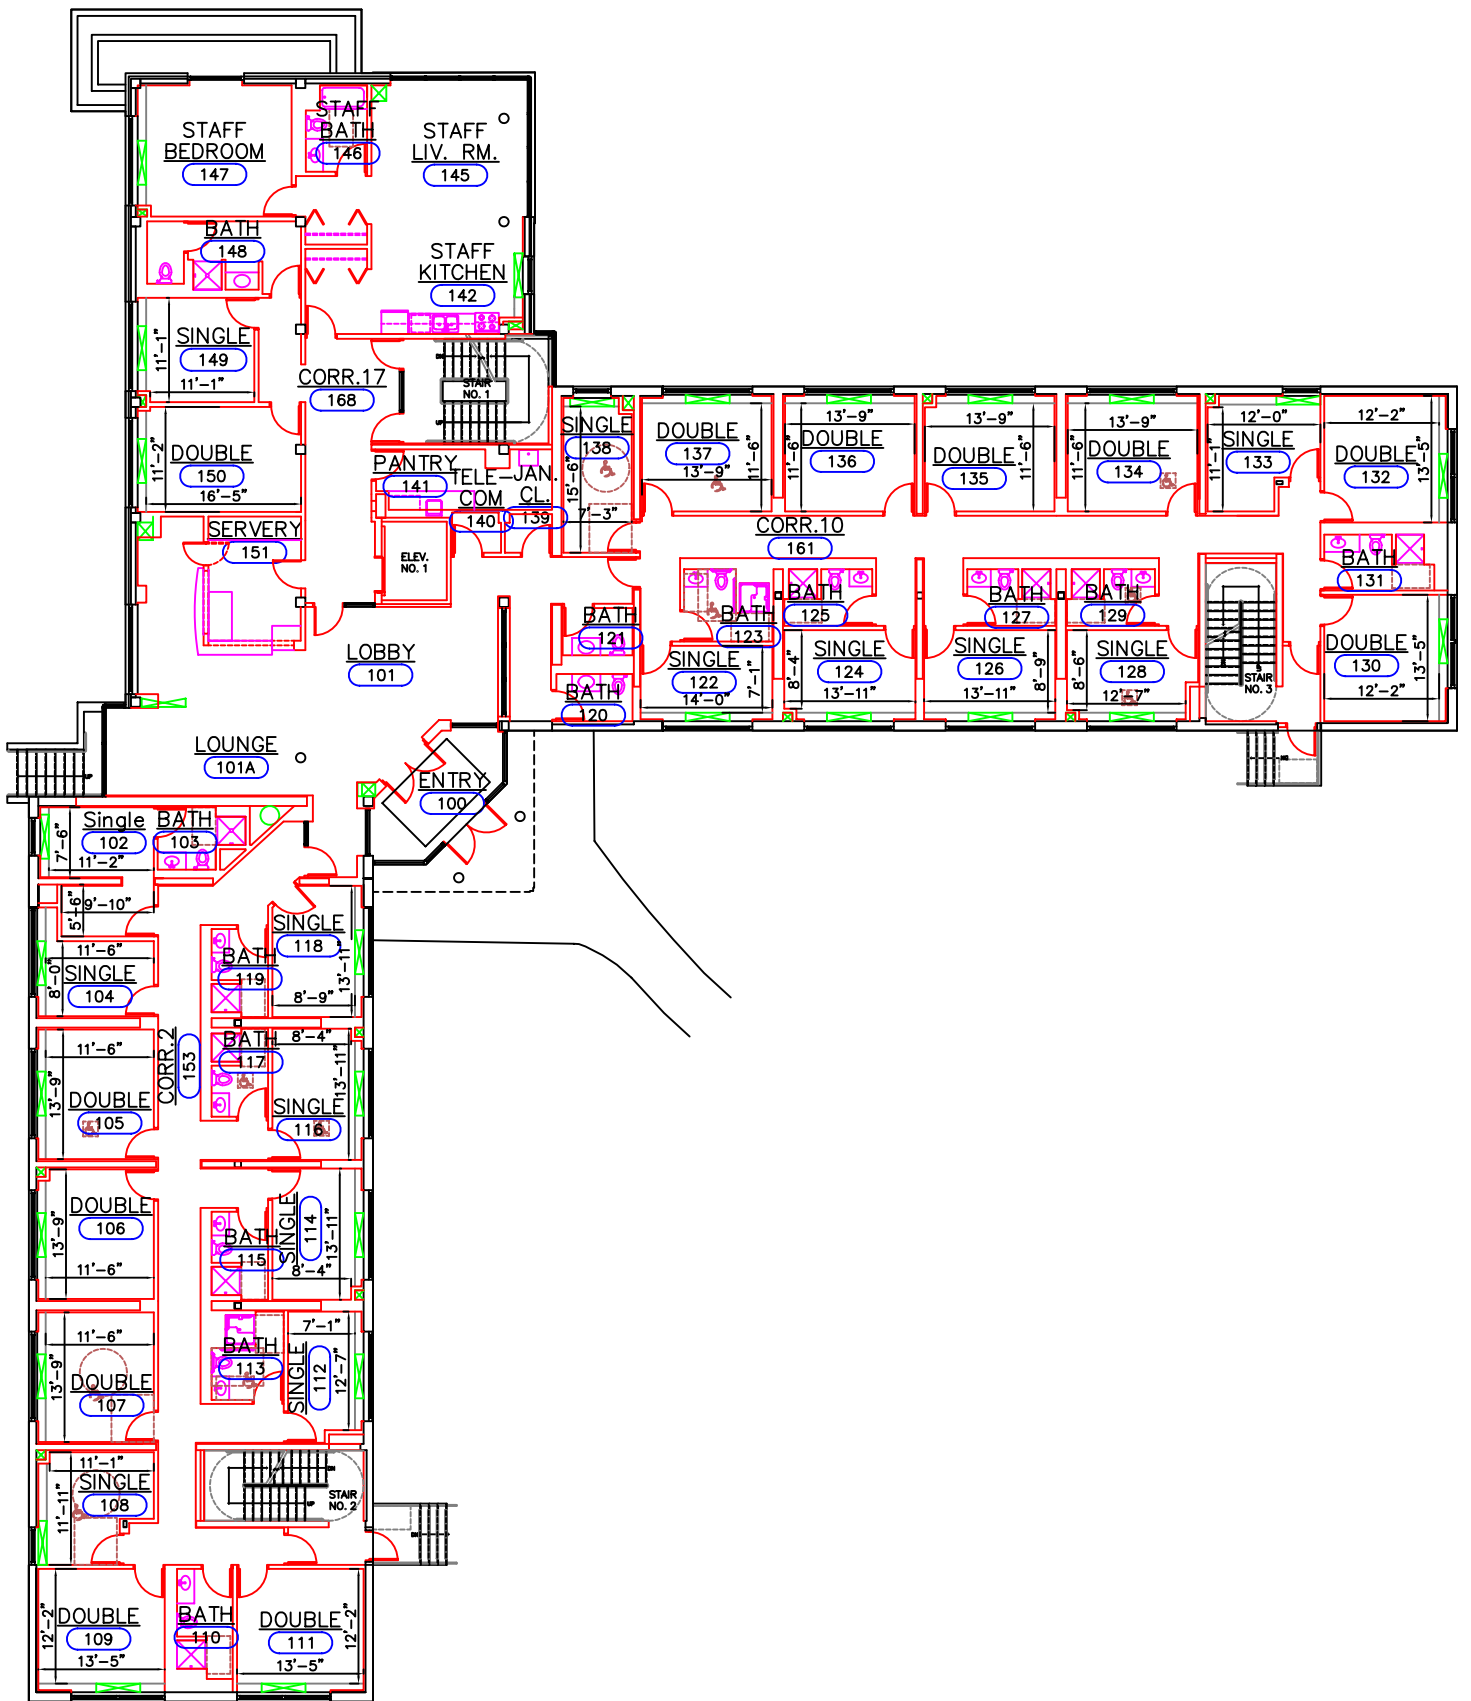 STAFF
BEDROOM
147
STAFF
BATH
146
STAFF
LIV. RM.
145
BATH
148
STAFF
KITCHEN
142
SINGLE
149
11'-1"
11'-1"
CORR.17
168
DN
STAIR
NO. 1
UP
DOUBLE
150
11'-2"
16'-5"
PANTRY
141
TELE-
COM
140
JAN.
CL.
139
SINGLE
138
15'-6"
7'-3"
DOUBLE
137
13'-9"
11'-6"
13'-9"
DOUBLE
136
11'-6"
13'-9"
DOUBLE
135
11'-6"
13'-9"
DOUBLE
134
11'-6"
12'-0"
SINGLE
133
11'-1"
12'-2"
DOUBLE
132
13'-5"
SERVERY
151
ELEV.
NO. 1
CORR.10
161
BATH
131
BATH
121
BATH
123
BATH
125
BATH
127
BATH
129
LOBBY
101
BATH
120
SINGLE
122
14'-0"
7'-1"
SINGLE
124
13'-11"
8'-4"
SINGLE
126
13'-11"
8'-9"
SINGLE
128
12'-7"
8'-6"
STAIR
NO. 3
DOUBLE
130
12'-2"
13'-5"
LOUNGE
101A
UP
ENTRY
100
DN
Single
102
7'-6"
11'-2"
BATH
103
5'-6"
9'-10"
11'-6"
SINGLE
104
8'-0"
BATH
119
SINGLE
118
13'-11"
8'-9"
CORR.2
153
11'-6"
13'-9"
DOUBLE
105
BATH
117
8'-4"
13'-11"
SINGLE
116
DOUBLE
106
13'-9"
11'-6"
BATH
115
SINGLE
114
13'-11"
8'-4"
11'-6"
13'-9"
DOUBLE
107
BATH
113
7'-1"
SINGLE
112
12'-7"
11'-1"
SINGLE
108
11'-11"
DN
UP
STAIR
NO. 2
DN
DOUBLE
109
12'-2"
13'-5"
BATH
110
DOUBLE
111
12'-2"
13'-5"